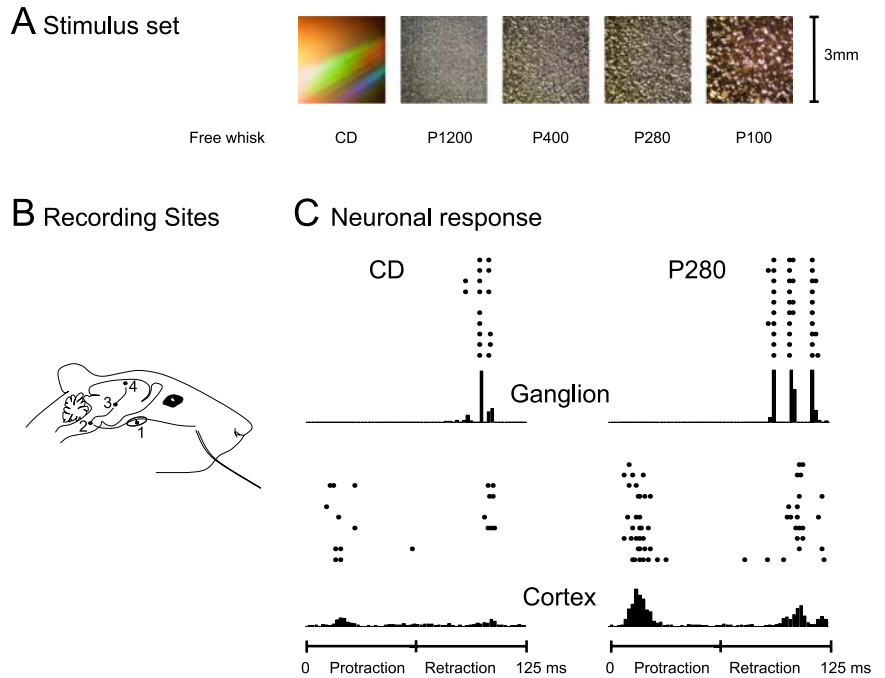 A Stimulus set
3mm
Free whisk CD P1200 P400 P280 P100
B Recording Sites
C Neuronal response
CD P280
4
3
2
1
Ganglion
Cortex
0 Protraction Retraction 125 ms
0 Protraction Retraction 125 ms